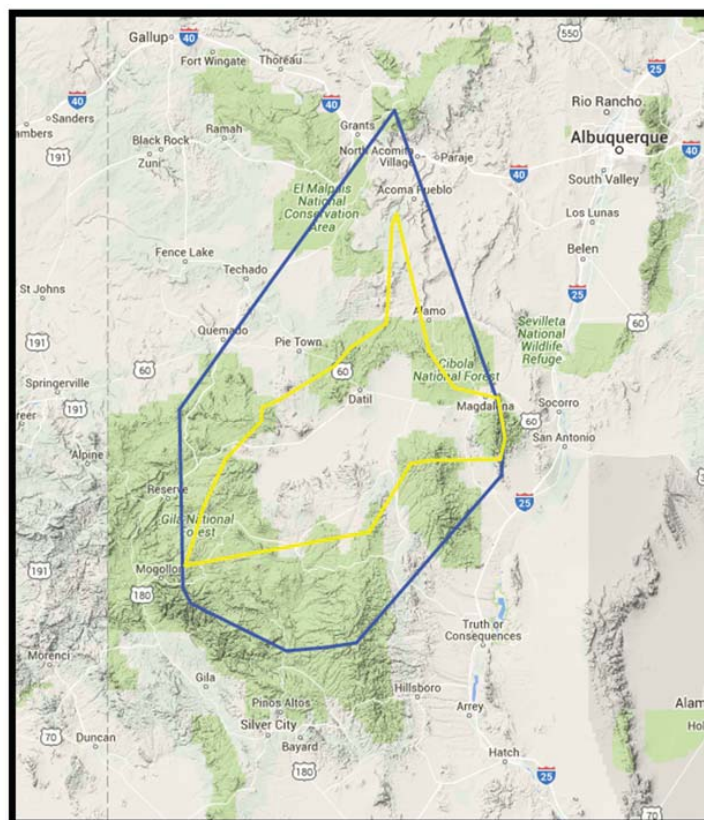 Gallup
40
550
Fort Wingate
Thoreau
25
40
Rio Rancho
Sanders
Grants
Albuquerque
Ramah
Black Rock
191
Zuni
North Acomita
Village
Paraje
40
40
South Valley
Acoma Pueblo
El Malpais
National
Conservation
Area
Los Lunas
Fence Lake
Belen
Techado
St Johns
25
Alamo
Sevilleta
National
Wildlife
Refuge
60
191
Quemado
Pie Town
60
60
Cibola
National Forest
Springerville
Datil
191
Magdalena
Socorro
60
San Antonio
Alpine
Reserve
25
Gila National
Forest
191
Mogollon
180
Truth or
Consequences
Morenci
Gila
Hillsboro
Pinos Altos
Arrey
Silver City
70
Duncan
Bayard
Hatch
180
25
70